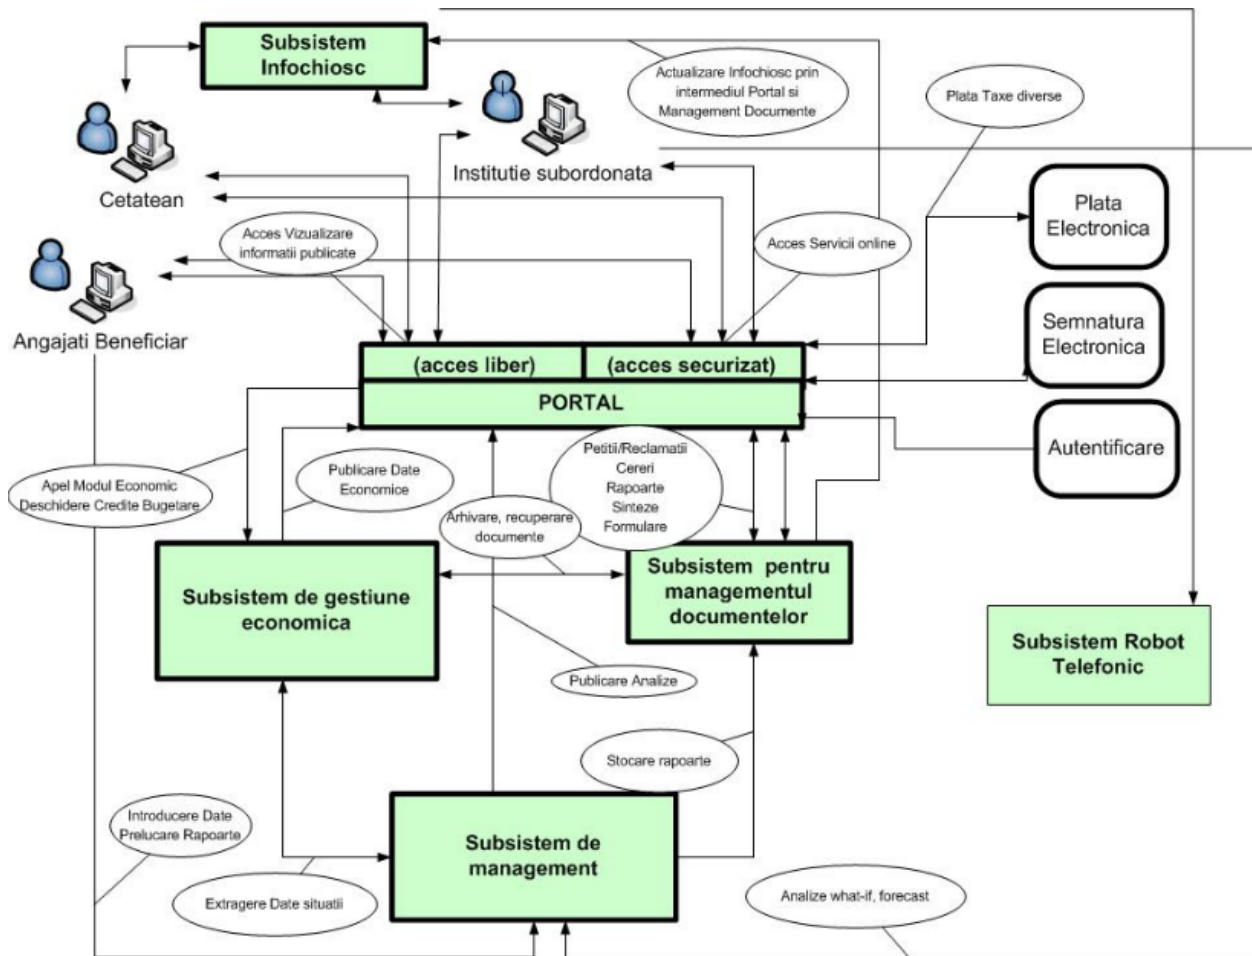 Subsistem
Infochiosc
Actualizare Infochiosc prin
intermediul Portal si
Management Documente
Plata Taxe diverse
Cetatean
Institutie subordonata
Plata
Electronica
Acces Vizualizare
informatii publicate
Acces Servicii online
Angajati Beneficiar
Semnatura
Electronica
(acces liber)
(acces securizat)
PORTAL
Autentificare
Apel Modul Economic
Deschidere Credite Bugetare
Publicare Date
Economice
Petitii/Reclamatii
Cereri
Rapoarte
Sinteze
Formulare
Arhivare, recuperare
documente
Subsistem de gestiune
economica
Subsistem pentru
managementul
documentelor
Subsistem Robot
Telefonic
Publicare Analize
Stocare rapoarte
Introducere Date
Prelucare Rapoarte
Subsistem de
management
Extragere Date situatii
Analize what-if, forecast